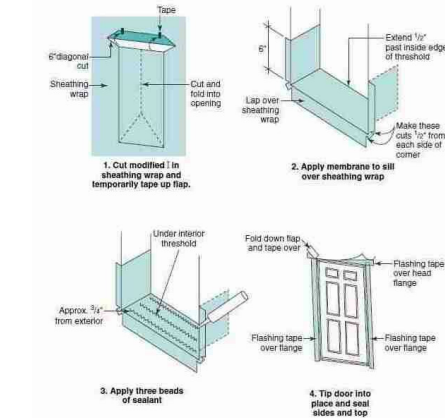 Tape
6"diagonal
cut
Sheathing
wrap
Cut and
fold into
opening
1. Cut modified I in
sheathing wrap and
temporarily tape up flap.
6"
Extend 1/2"
past inside edge
of threshold
Lap over
sheathing
wrap
Make these
cuts 1/2" from
each side of
corner
2. Apply membrane to sill
over sheathing wrap
Under interior
threshold
Approx. 3/4"
from exterior
3. Apply three beads
of sealant
Fold down flap
and tape over
Flashing tape
over head
flange
Flashing tape
over flange
Flashing tape
over flange
4. Tip door into
place and seal
sides and top